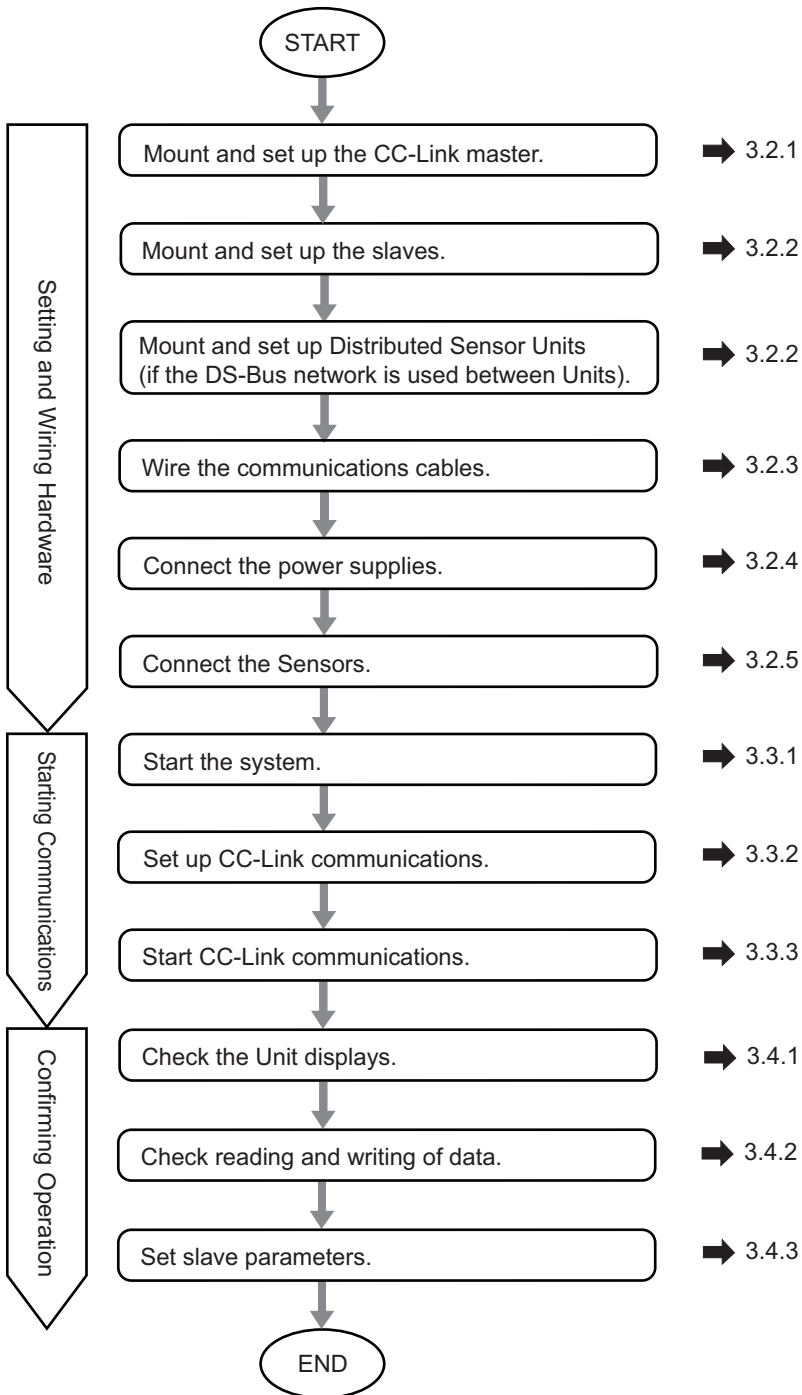 START
Setting and Wiring Hardware
Mount and set up the CC-Link master.
3.2.1
Mount and set up the slaves.
3.2.2
Mount and set up Distributed Sensor Units
(if the DS-Bus network is used between Units).
3.2.2
Wire the communications cables.
3.2.3
Connect the power supplies.
3.2.4
Connect the Sensors.
3.2.5
Starting Communications
Start the system.
3.3.1
Set up CC-Link communications.
3.3.2
Start CC-Link communications.
3.3.3
Confirming Operation
Check the Unit displays.
3.4.1
Check reading and writing of data.
3.4.2
Set slave parameters.
3.4.3
END